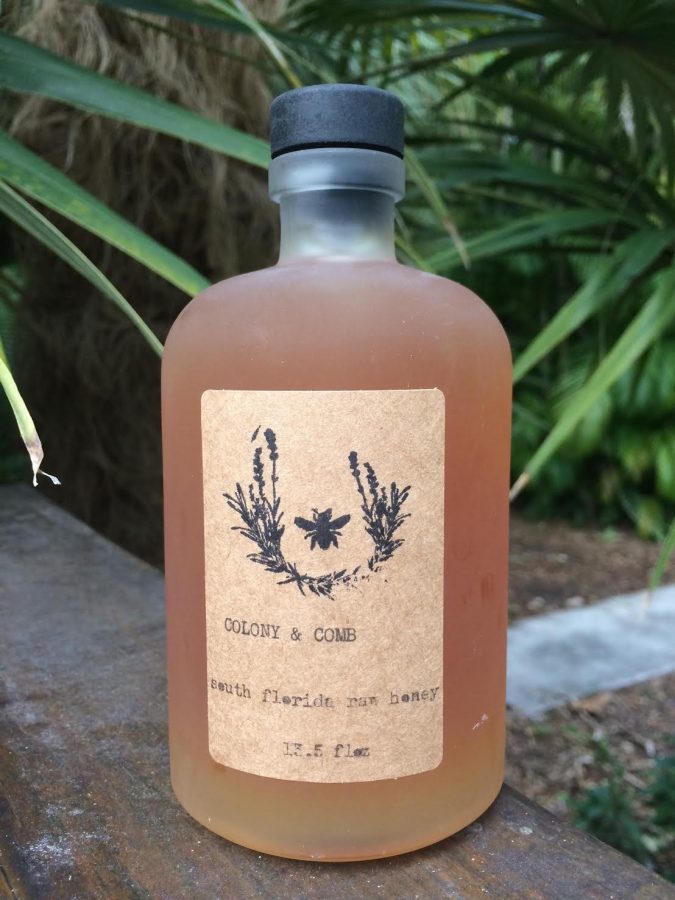 COLONY & COMB
south florida raw honey
13.5 floz